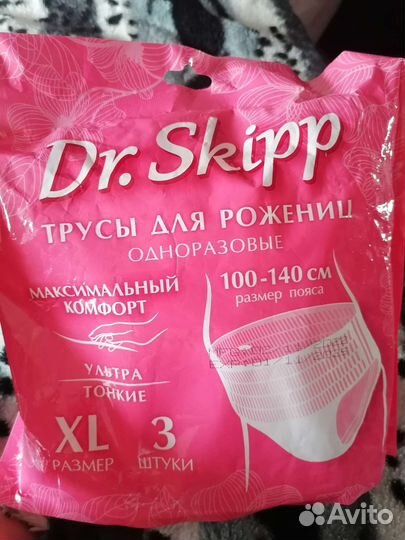 Dr. Skipp
ТРУСЫ ДЛЯ РОЖЕНИЦ
ОДНОРАЗОВЫЕ
МАКСИМАЛЬНЫЙ
КОМФОРТ
100-140 СМ
размер пояса
УЛЬТРА
ТОНКИЕ
XL
РАЗМЕР
3
ШТУКИ
Avito